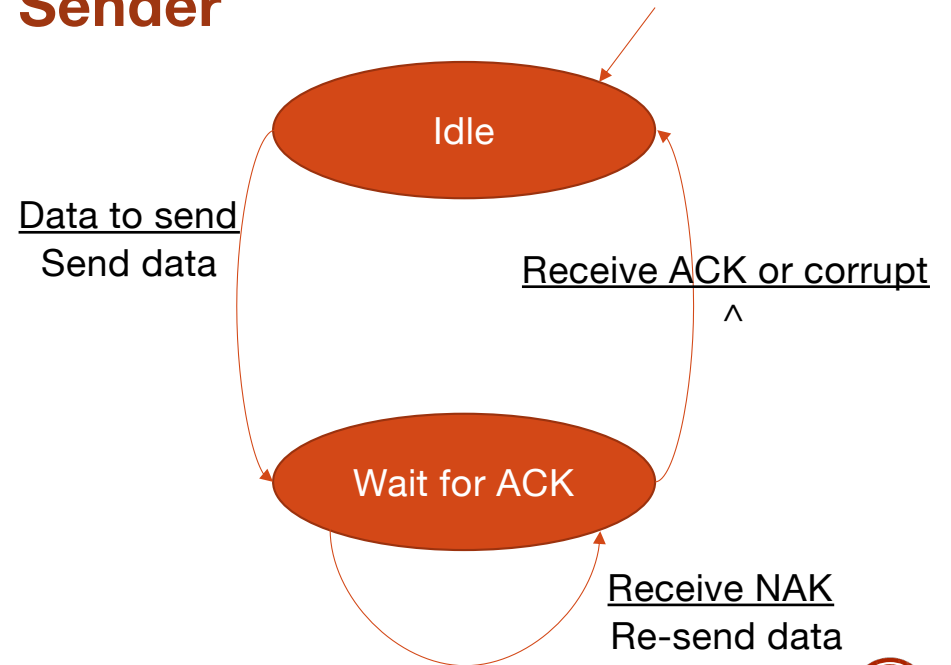 Sender
Idle
Data to send
Send data
Receive ACK or corrupt
^
Wait for ACK
Receive NAK
Re-send data